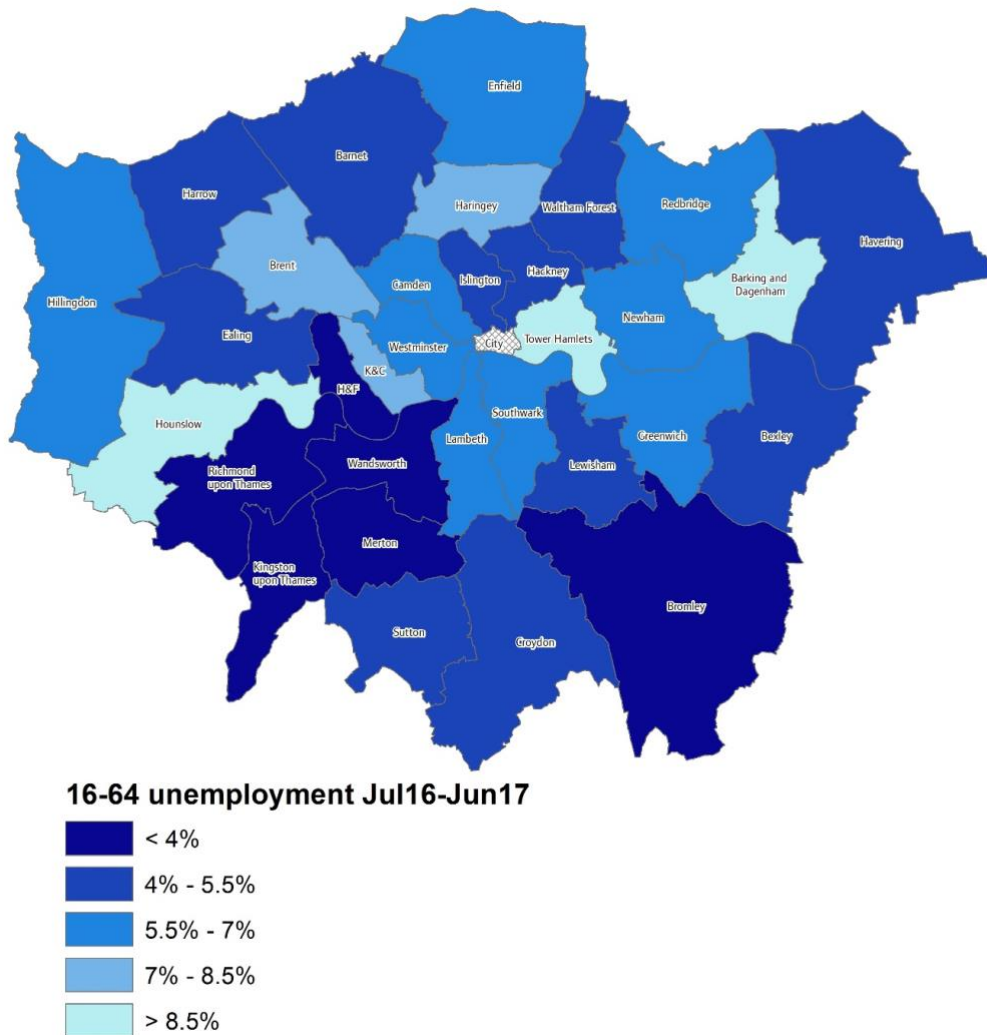 Enfield
Barnet
Harrow
Haringey
Waltham Forest
Redbridge
Havering
Brent
Hackney
Islington
Camden
Barking and
Dagenham
Hillingdon
Newham
Ealing
Westminster
City
Tower Hamlets
K&C
H&F
Hounslow
Southwark
Lambeth
Greenwich
Bexley
Wandsworth
Lewisham
Richmond
upon Thames
Merton
Kingston
upon Thames
Bromley
Sutton
Croydon
16-64 unemployment Jul16-Jun17
< 4%
4% - 5.5%
5.5% - 7%
7% - 8.5%
> 8.5%